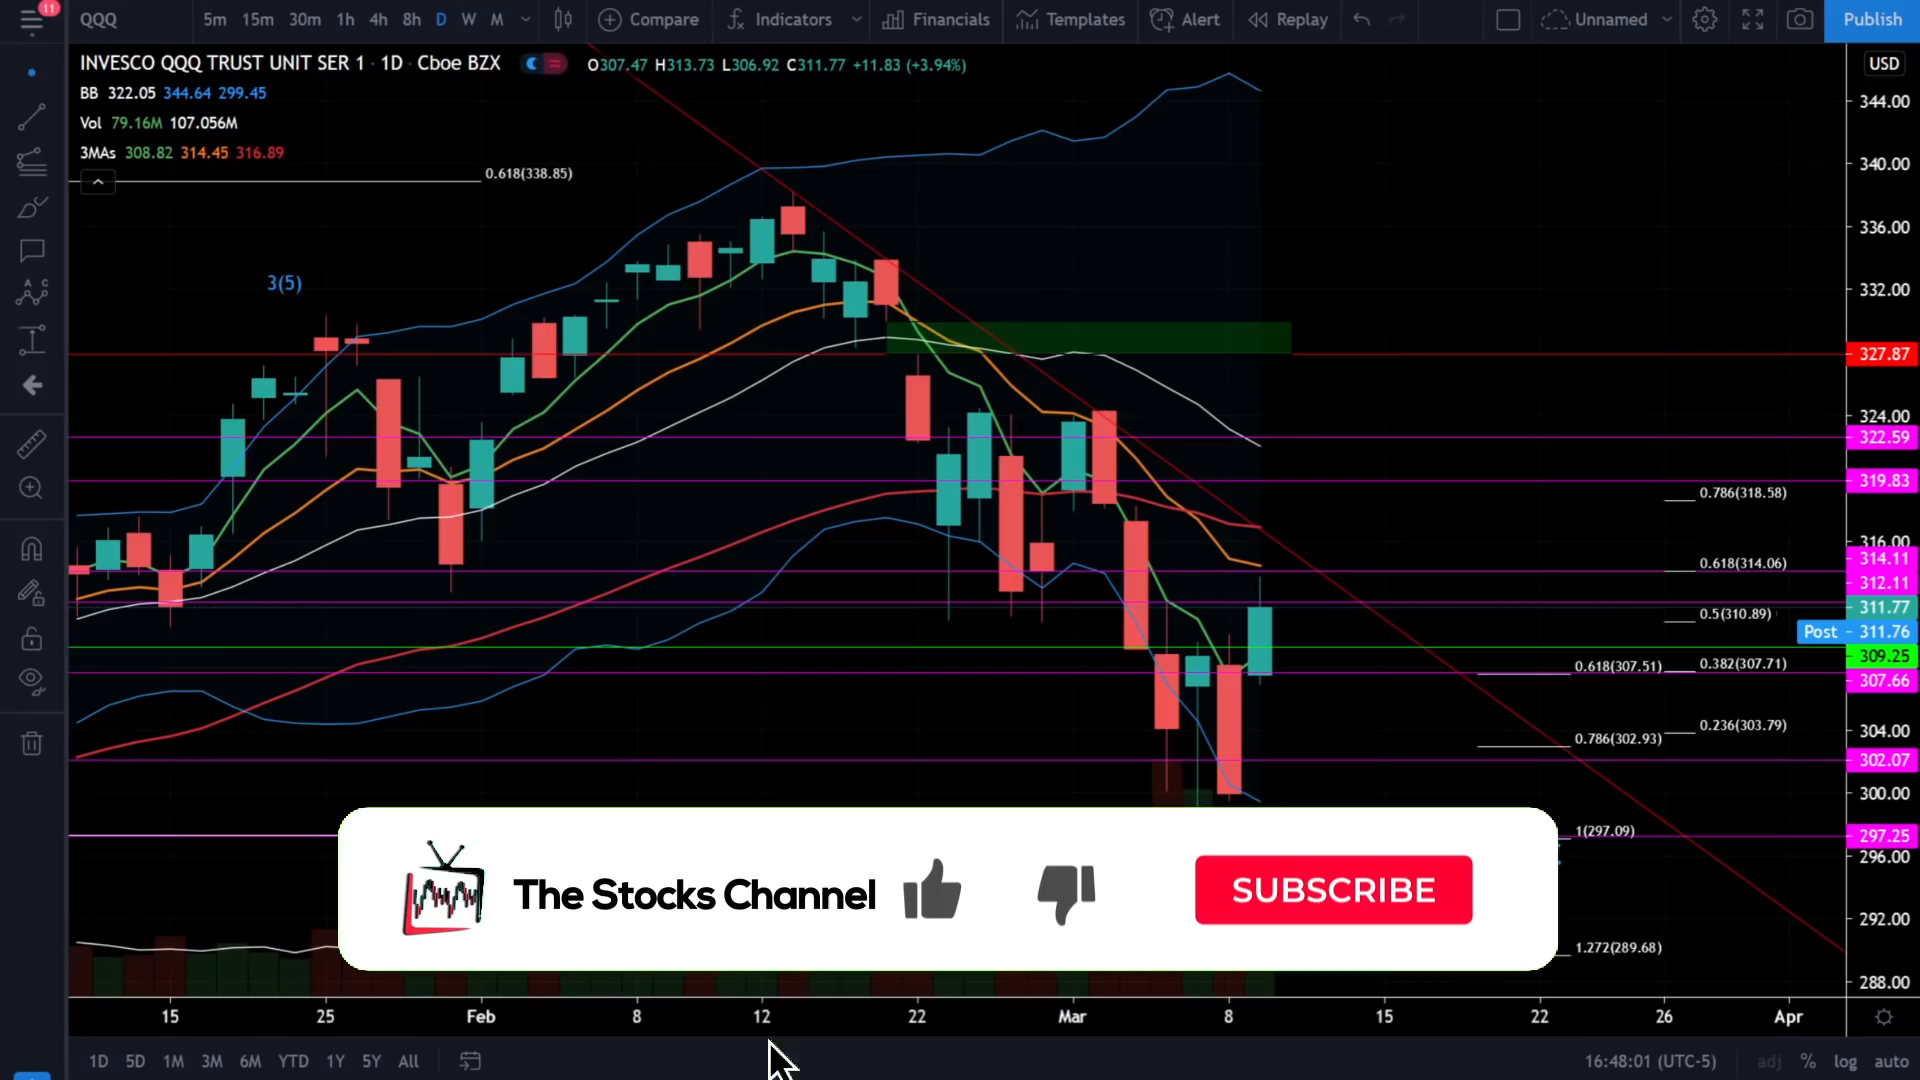 11
QQQ
5m 15m 30m 1h 4h 8h D W M
Compare
Indicators
Financials
Templates
Alert
Replay
Unnamed
Publish
INVESCO QQQ TRUST UNIT SER 1 · 1D · Cboe BZX
O307.47 H313.73 L306.92 C311.77 +11.83 (+3.94%)
USD
BB 322.05 344.64 299.45
344.00
Vol 79.16M 107.056M
3MAs 308.82 314.45 316.89
340.00
0.618(338.85)
336.00
3(5)
332.00
327.87
324.00
322.59
319.83
0.786(318.58)
316.00
314.11
0.618(314.06)
312.11
311.77
0.5(310.89)
Post 311.76
309.25
0.618(307.51)
0.382(307.71)
307.66
0.236(303.79)
304.00
0.786(302.93)
302.07
300.00
1(297.09)
297.25
296.00
The Stocks Channel
SUBSCRIBE
292.00
1.272(289.68)
288.00
15 25 Feb 8 12 22 Mar 8 15 22 26 Apr
1D 5D 1M 3M 6M YTD 1Y 5Y All
16:48:01 (UTC-5)
adj % log auto